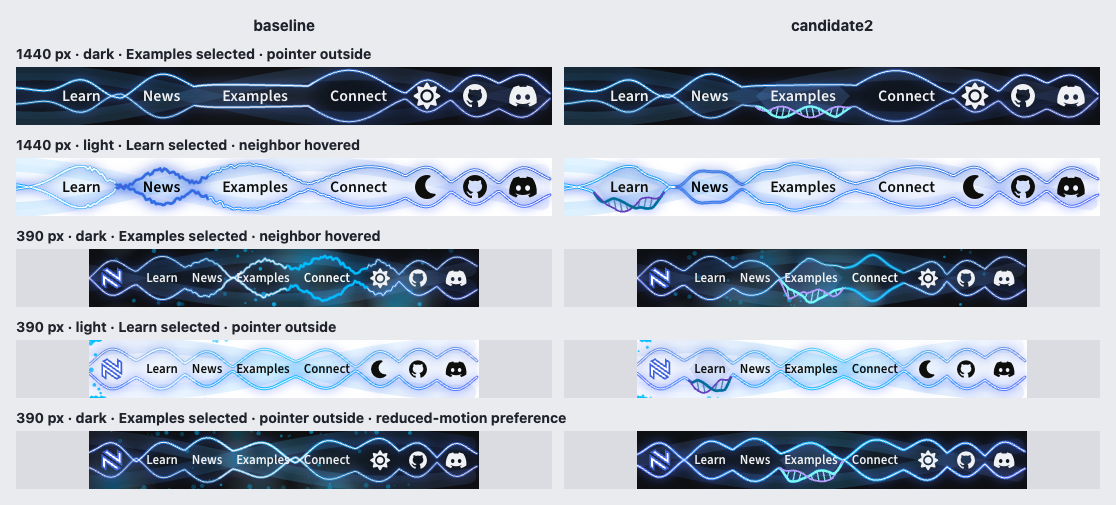 baseline candidate2
1440 px · dark · Examples selected · pointer outside
Learn News Examples Connect Learn News Examples Connect
1440 px · light · Learn selected · neighbor hovered
Learn News Examples Connect Learn News Examples Connect
390 px · dark · Examples selected · neighbor hovered
Learn News Examples Connect Learn News Examples Connect
390 px · light · Learn selected · pointer outside
Learn News Examples Connect Learn News Examples Connect
390 px · dark · Examples selected · pointer outside · reduced-motion preference
Learn News Examples Connect Learn News Examples Connect